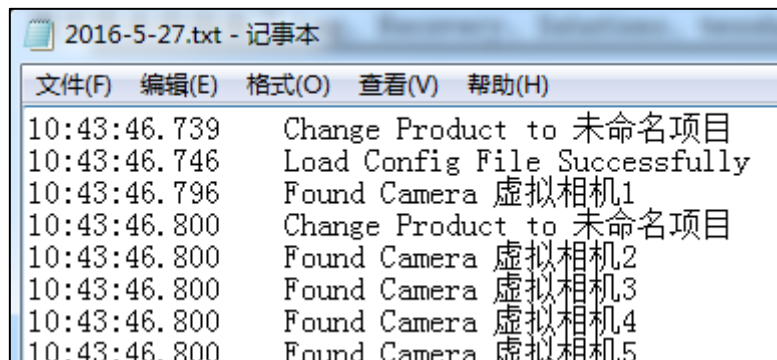 2016-5-27.txt - 记事本
文件(F) 编辑(E) 格式(O) 查看(V) 帮助(H)
10:43:46.739 Change Product to 未命名项目
10:43:46.746 Load Config File Successfully
10:43:46.796 Found Camera 虚拟相机1
10:43:46.800 Change Product to 未命名项目
10:43:46.800 Found Camera 虚拟相机2
10:43:46.800 Found Camera 虚拟相机3
10:43:46.800 Found Camera 虚拟相机4
10:43:46.800 Found Camera 虚拟相机5